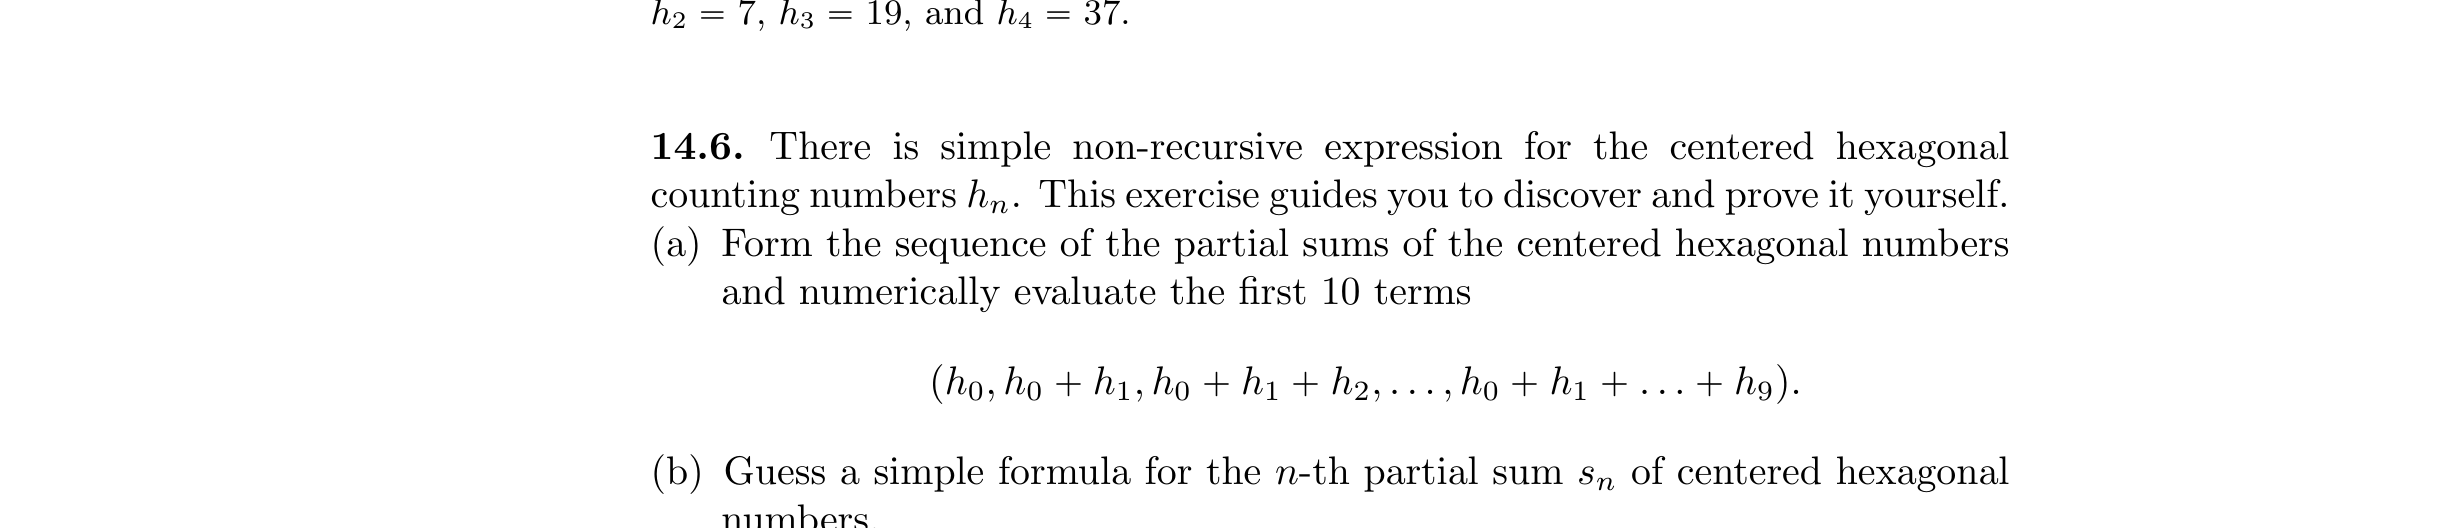 h₂ = 7, h₃ = 19, and h₄ = 37.
14.6. There is simple non-recursive expression for the centered hexagonal
counting numbers hₙ. This exercise guides you to discover and prove it yourself.
(a) Form the sequence of the partial sums of the centered hexagonal numbers
and numerically evaluate the first 10 terms
(h₀, h₀ + h₁, h₀ + h₁ + h₂, . . . , h₀ + h₁ + . . . + h₉).
(b) Guess a simple formula for the n-th partial sum sₙ of centered hexagonal
numbers.